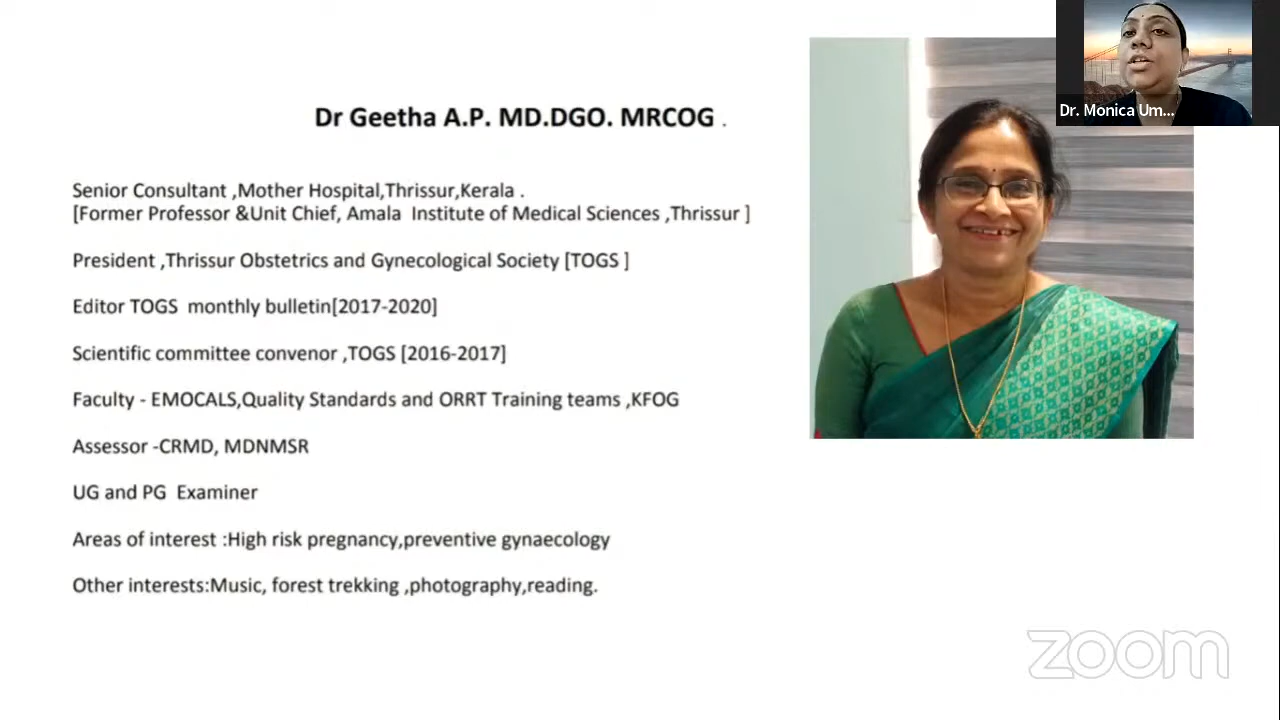 Dr Geetha A.P. MD.DGO. MRCOG .
Senior Consultant ,Mother Hospital,Thrissur,Kerala .
[Former Professor &Unit Chief, Amala Institute of Medical Sciences ,Thrissur ]
President ,Thrissur Obstetrics and Gynecological Society [TOGS ]
Editor TOGS monthly bulletin[2017-2020]
Scientific committee convenor ,TOGS [2016-2017]
Faculty - EMOCALS,Quality Standards and ORRT Training teams ,KFOG
Assessor -CRMD, MDNMSR
UG and PG Examiner
Areas of interest :High risk pregnancy,preventive gynaecology
Other interests:Music, forest trekking ,photography,reading.
Dr. Monica Um...
zoom